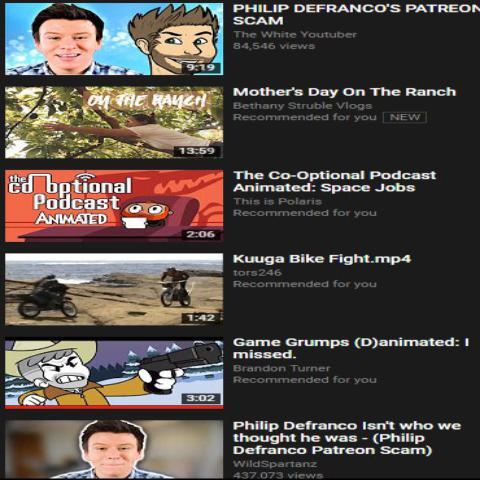 PHILIP DEFRANCO'S PATREON
SCAM
The White Youtuber
84,546 views
9:19
Mother's Day On The Ranch
Bethany Struble Vlogs
Recommended for you NEW
ON THE RANCH
13:59
The Co-Optional Podcast
Animated: Space Jobs
This is Polaris
Recommended for you
the
co-optional
Podcast
ANIMATED
2:06
Kuuga Bike Fight.mp4
tors246
Recommended for you
1:42
Game Grumps (D)animated: I
missed.
Brandon Turner
Recommended for you
3:02
Philip Defranco Isn't who we
thought he was - (Philip
Defranco Patreon Scam)
WildSpartanz
437,073 views